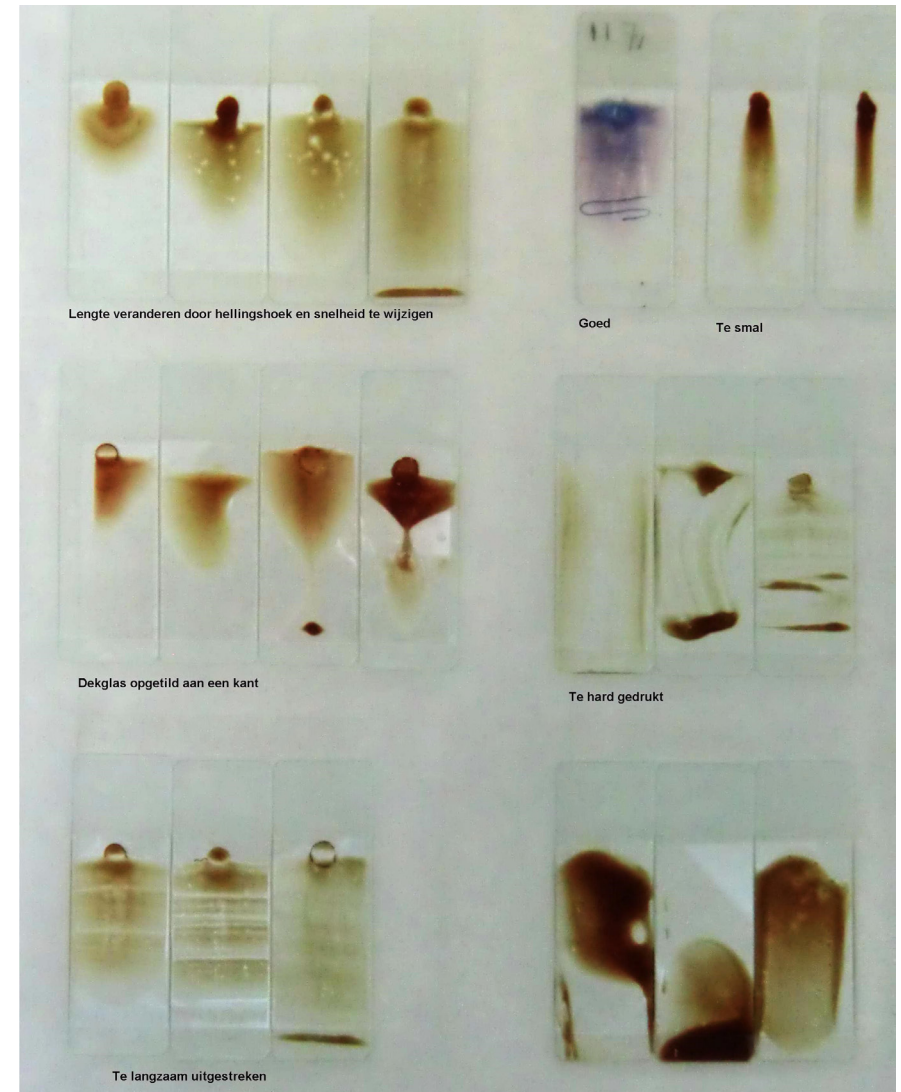 Lengte veranderen door hellingshoek en snelheid te wijzigen
Goed
Te smal
Dekglas opgetild aan een kant
Te hard gedrukt
Te langzaam uitgestreken